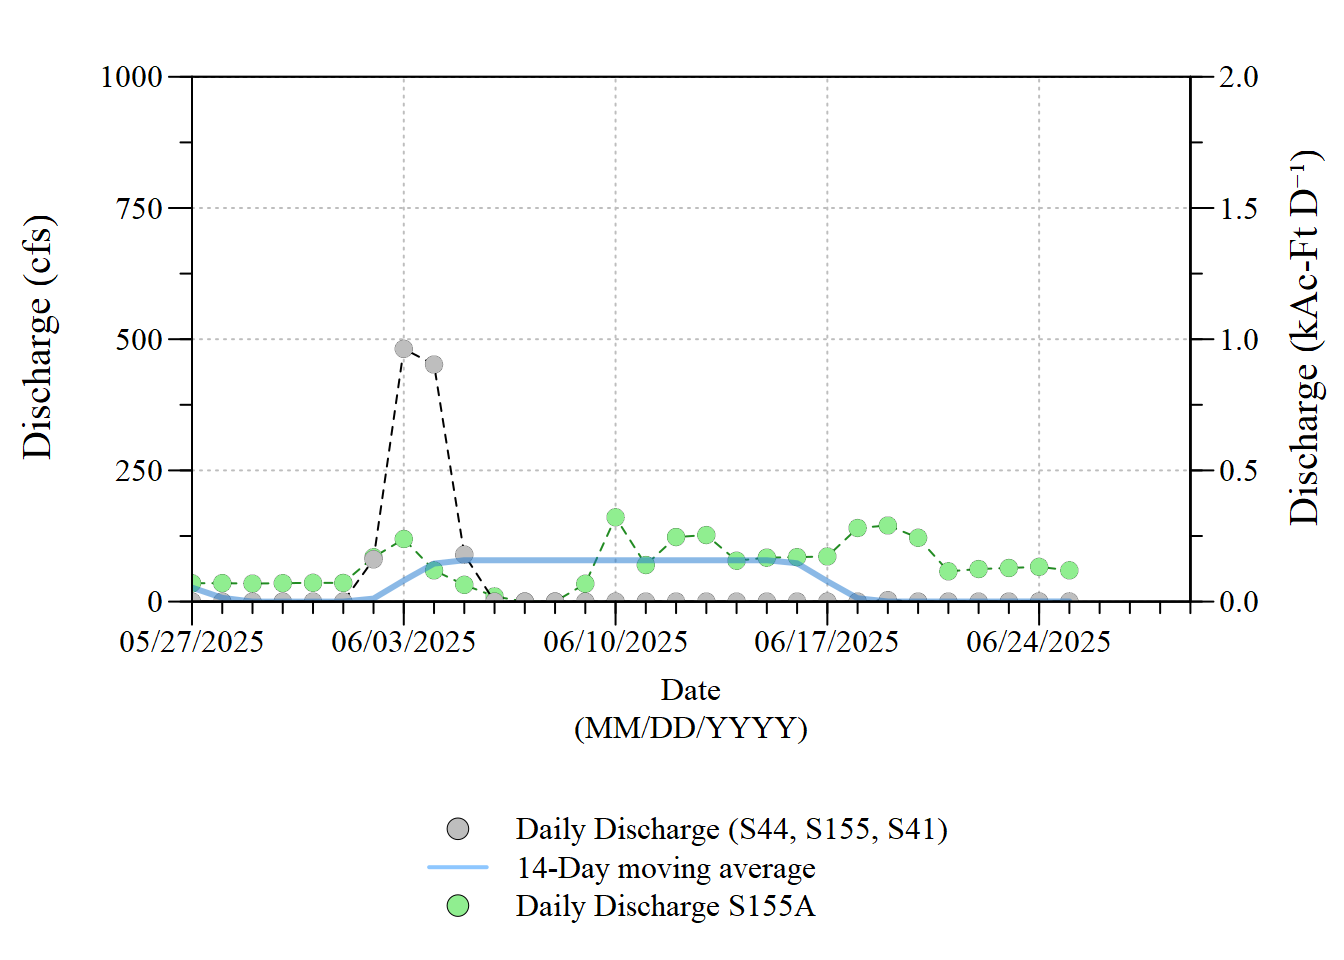 1000
750
500
250
0
Discharge (cfs)
2.0
1.5
1.0
0.5
0.0
Discharge (kAc-Ft D⁻¹)
05/27/2025 06/03/2025 06/10/2025 06/17/2025 06/24/2025
Date
(MM/DD/YYYY)
Daily Discharge (S44, S155, S41)
14-Day moving average
Daily Discharge S155A